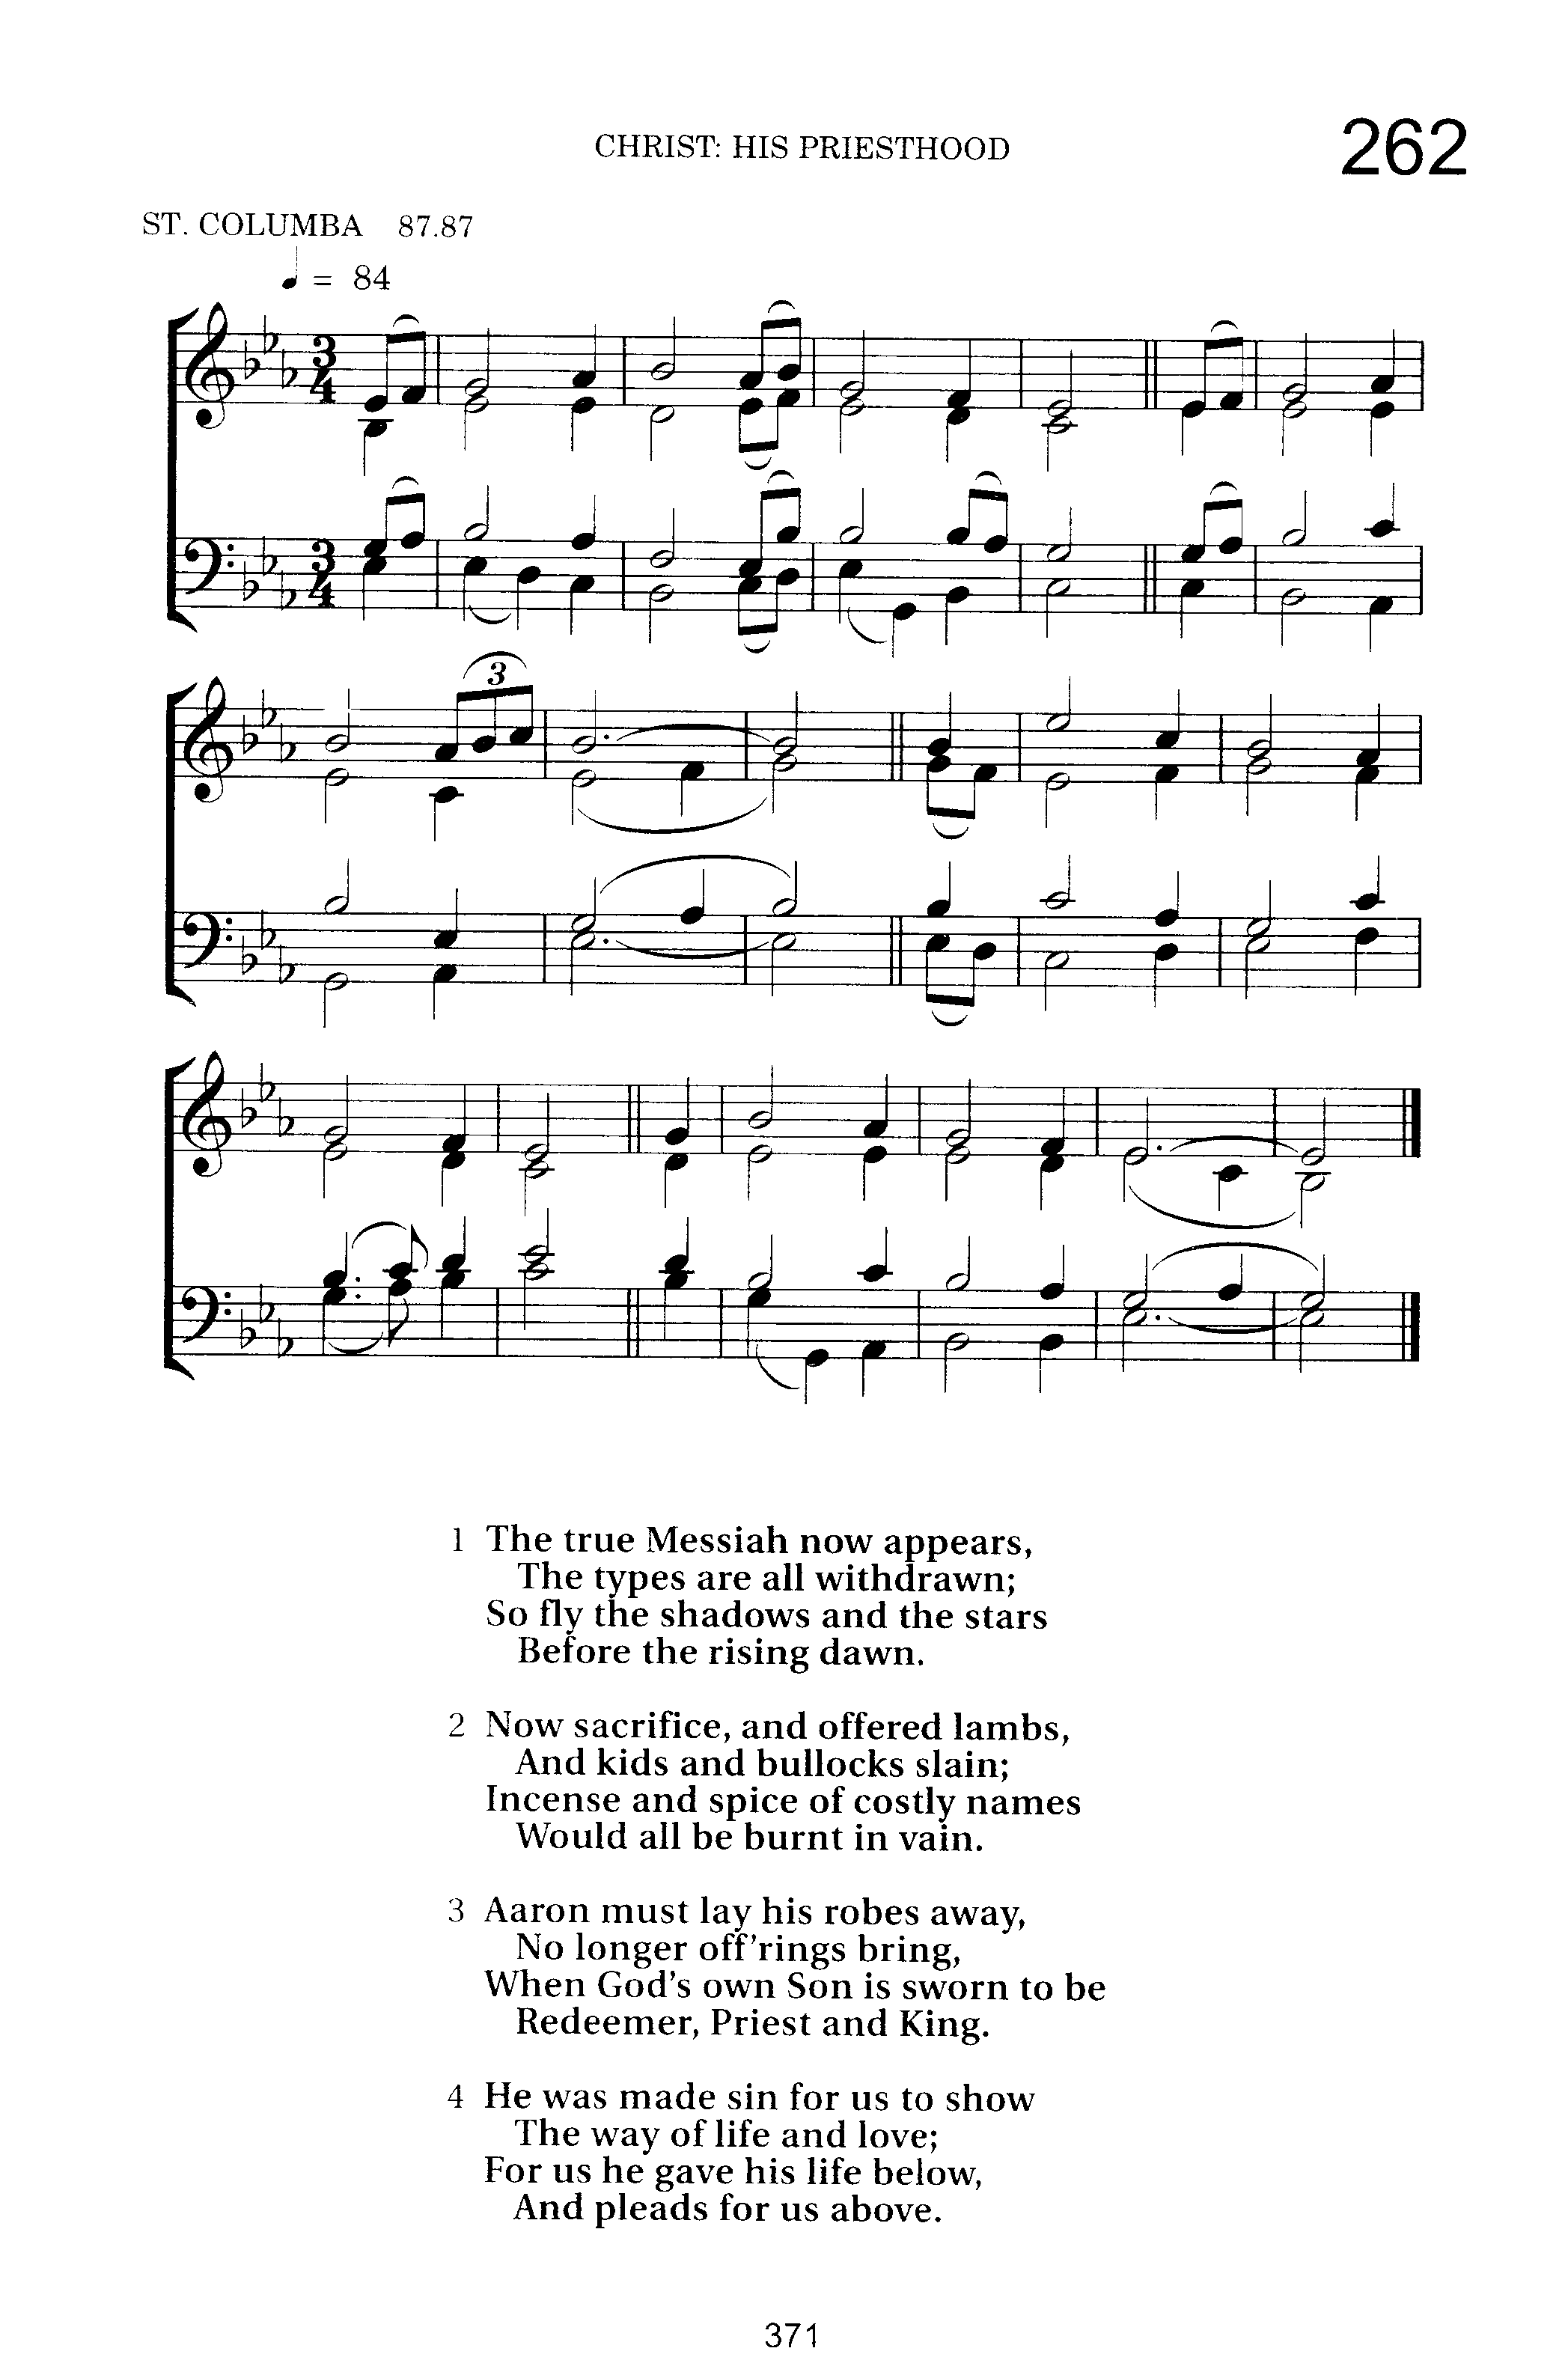 CHRIST: HIS PRIESTHOOD
262
ST. COLUMBA 87.87
♩ = 84
3
4
3
4
3
1 The true Messiah now appears,
The types are all withdrawn;
So fly the shadows and the stars
Before the rising dawn.
2 Now sacrifice, and offered lambs,
And kids and bullocks slain;
Incense and spice of costly names
Would all be burnt in vain.
3 Aaron must lay his robes away,
No longer off’rings bring,
When God’s own Son is sworn to be
Redeemer, Priest and King.
4 He was made sin for us to show
The way of life and love;
For us he gave his life below,
And pleads for us above.
371